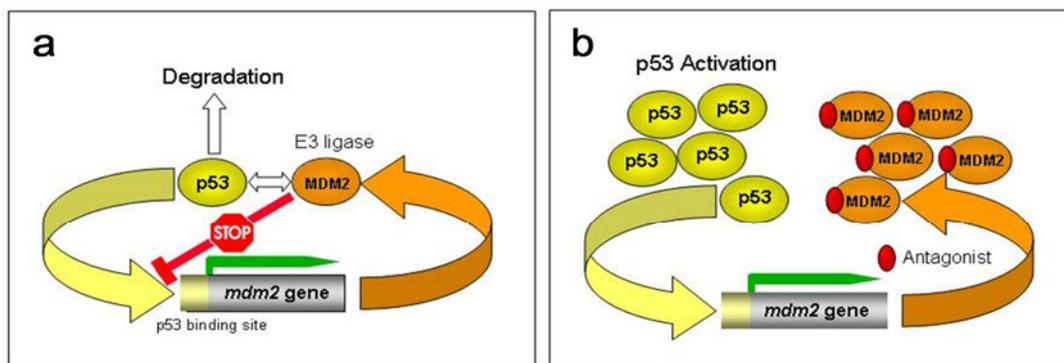 a
Degradation
E3 ligase
p53
MDM2
STOP
mdm2 gene
p53 binding site
b
p53 Activation
p53
p53
p53
p53
p53
MDM2
MDM2
MDM2
MDM2
MDM2
Antagonist
mdm2 gene